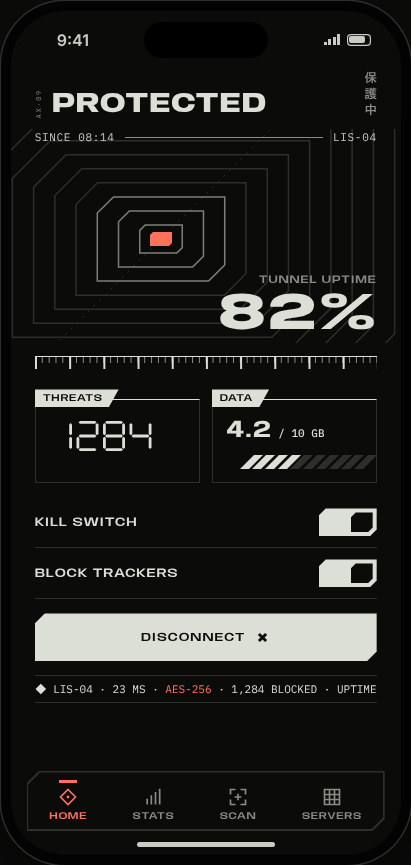 9:41
AX·09
PROTECTED
保護中
SINCE 08:14
LIS-04
TUNNEL UPTIME
82%
THREATS
1284
DATA
4.2 / 10 GB
KILL SWITCH
BLOCK TRACKERS
DISCONNECT ✖
◆ LIS-04 · 23 MS · AES-256 · 1,284 BLOCKED · UPTIME
HOME
STATS
SCAN
SERVERS